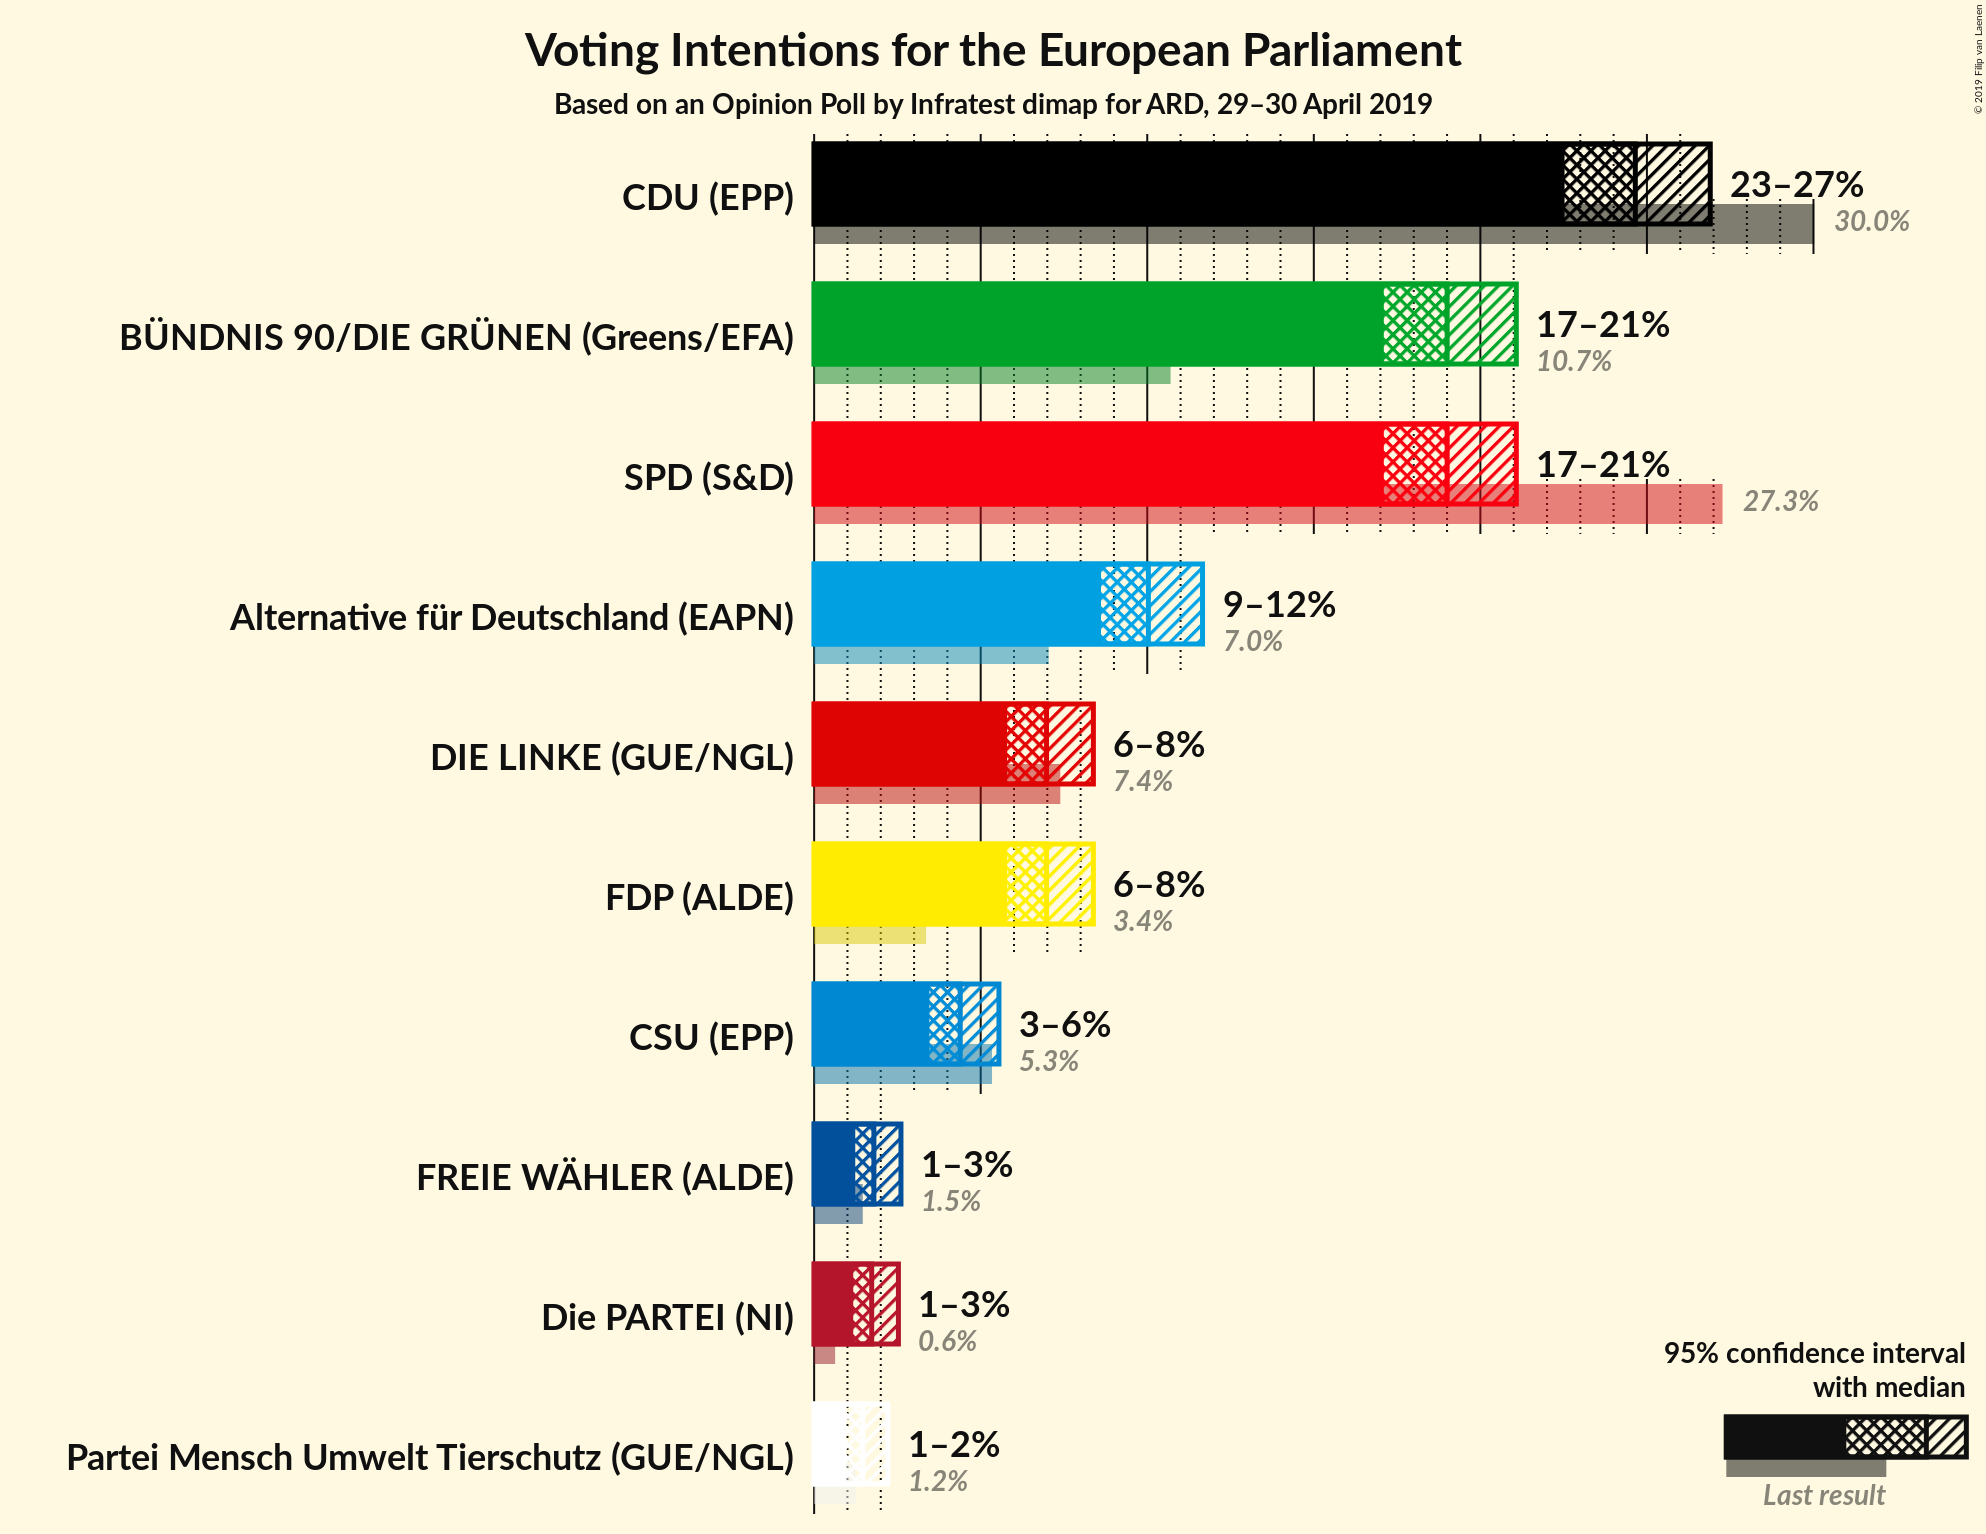 Voting Intentions for the European Parliament
Based on an Opinion Poll by Infratest dimap for ARD, 29–30 April 2019
© 2019 Filip van Laenen
CDU (EPP)
23–27%
30.0%
BÜNDNIS 90/DIE GRÜNEN (Greens/EFA)
17–21%
10.7%
SPD (S&D)
17–21%
27.3%
Alternative für Deutschland (EAPN)
9–12%
7.0%
DIE LINKE (GUE/NGL)
6–8%
7.4%
FDP (ALDE)
6–8%
3.4%
CSU (EPP)
3–6%
5.3%
FREIE WÄHLER (ALDE)
1–3%
1.5%
Die PARTEI (NI)
1–3%
0.6%
Partei Mensch Umwelt Tierschutz (GUE/NGL)
1–2%
1.2%
95% confidence interval
with median
Last result